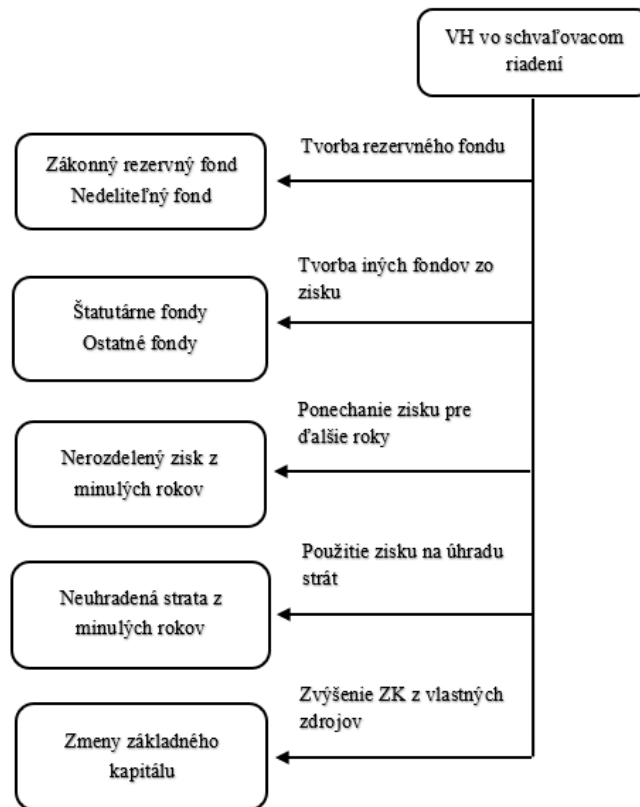 VH vo schvaľovacom
riadení
Tvorba rezervného fondu
Zákonný rezervný fond
Nedeliteľný fond
Tvorba iných fondov zo
zisku
Štatutárne fondy
Ostatné fondy
Ponechanie zisku pre
ďalšie roky
Nerozdelený zisk z
minulých rokov
Použitie zisku na úhradu
strát
Neuhradená strata z
minulých rokov
Zvýšenie ZK z vlastných
zdrojov
Zmeny základného
kapitálu